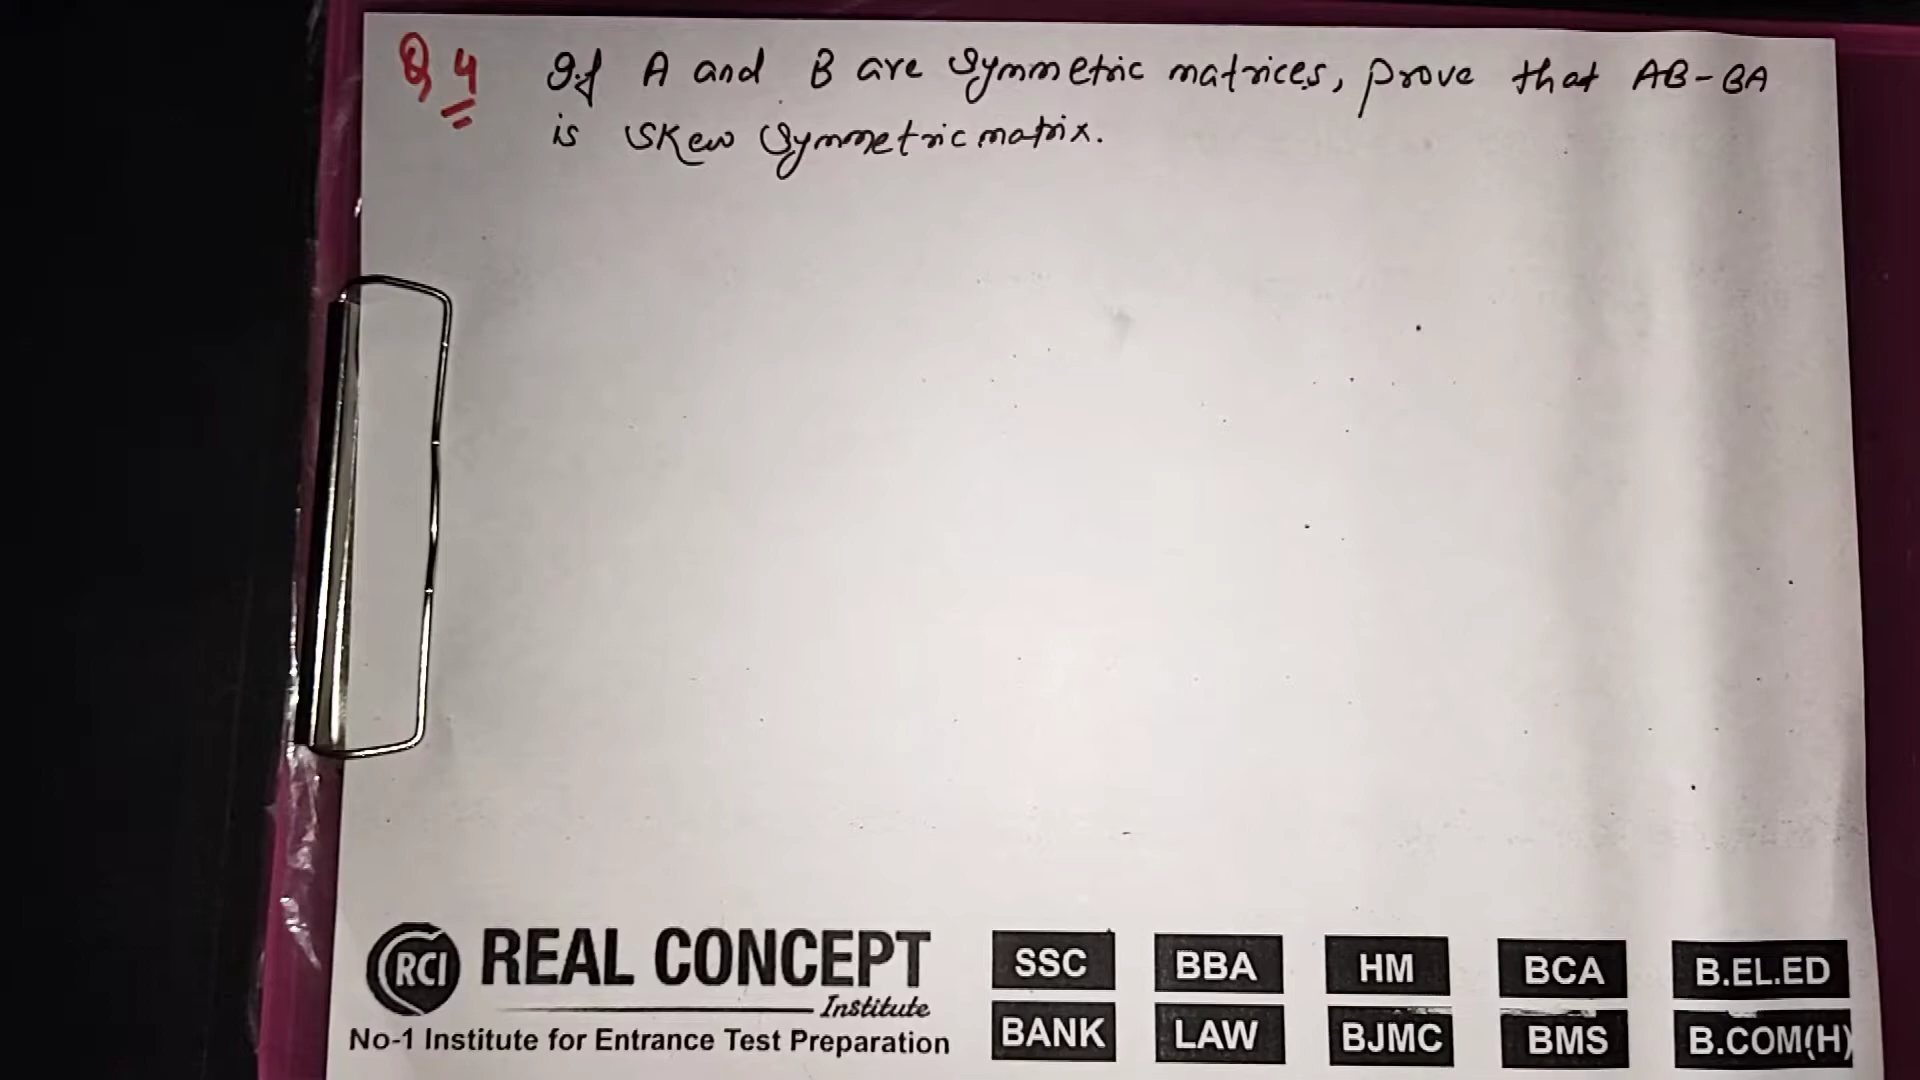 Q 4 If A and B are Symmetric matrices, prove that AB-BA
is Skew Symmetric matrix.
RCI REAL CONCEPT
Institute
No-1 Institute for Entrance Test Preparation
SSC BBA HM BCA B.EL.ED
BANK LAW BJMC BMS B.COM(H)